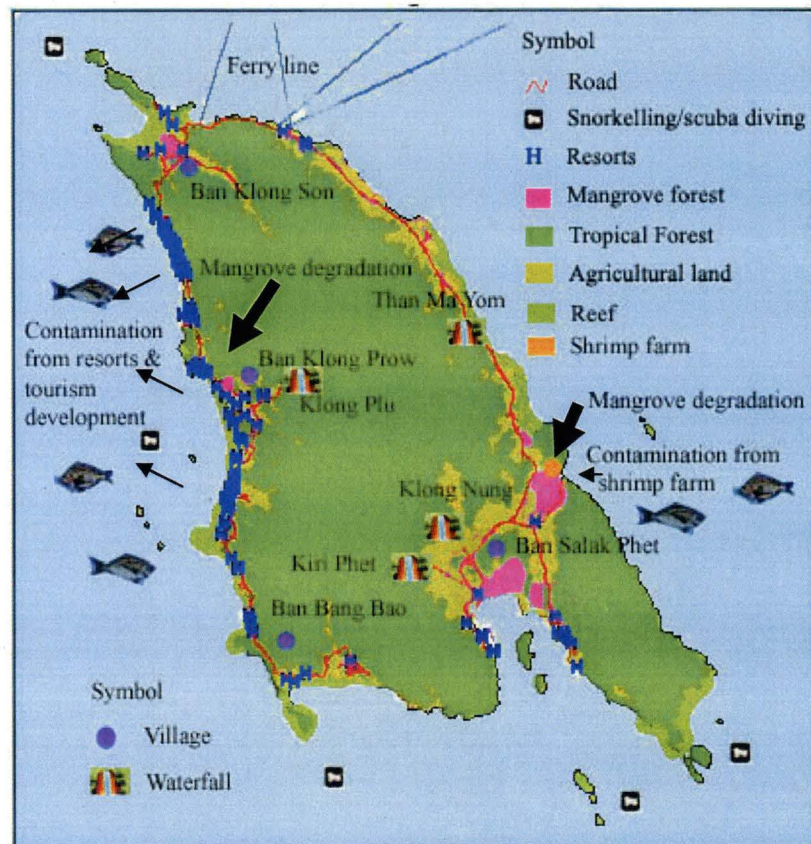 Ferry line
Symbol
Road
Snorkelling/scuba diving
H Resorts
Mangrove forest
Tropical Forest
Agricultural land
Reef
Shrimp farm
Ban Klong Son
Mangrove degradation
Than Ma Yom
Contamination
from resorts &
tourism
development
Ban Klong Prow
Klong Plu
Mangrove degradation
Contamination from
shrimp farm
Klong Nung
Ban Salak Phet
Kiri Phet
Ban Bang Bao
Symbol
Village
Waterfall